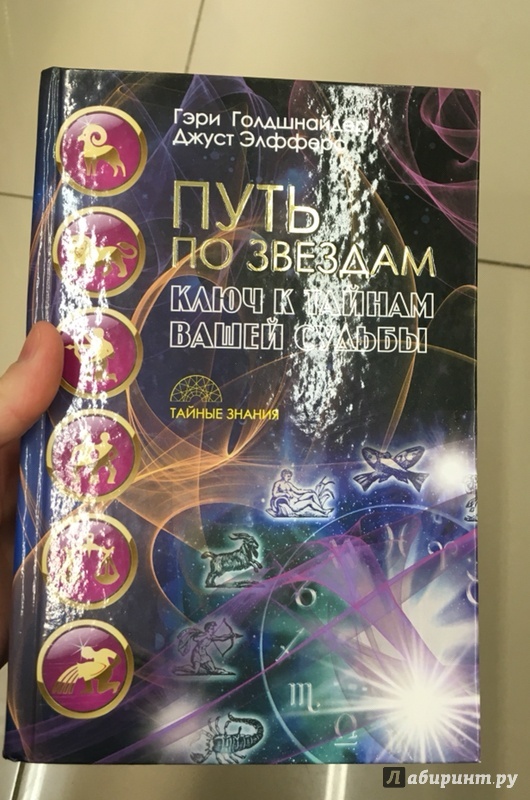 Гэри Голдшнайдер
Джуст Элфферс
ПУТЬ
ПО ЗВЕЗДАМ
КЛЮЧ К ТАЙНАМ
ВАШЕЙ СУДЬБЫ
ТАЙНЫЕ ЗНАНИЯ
Лабиринт.ру